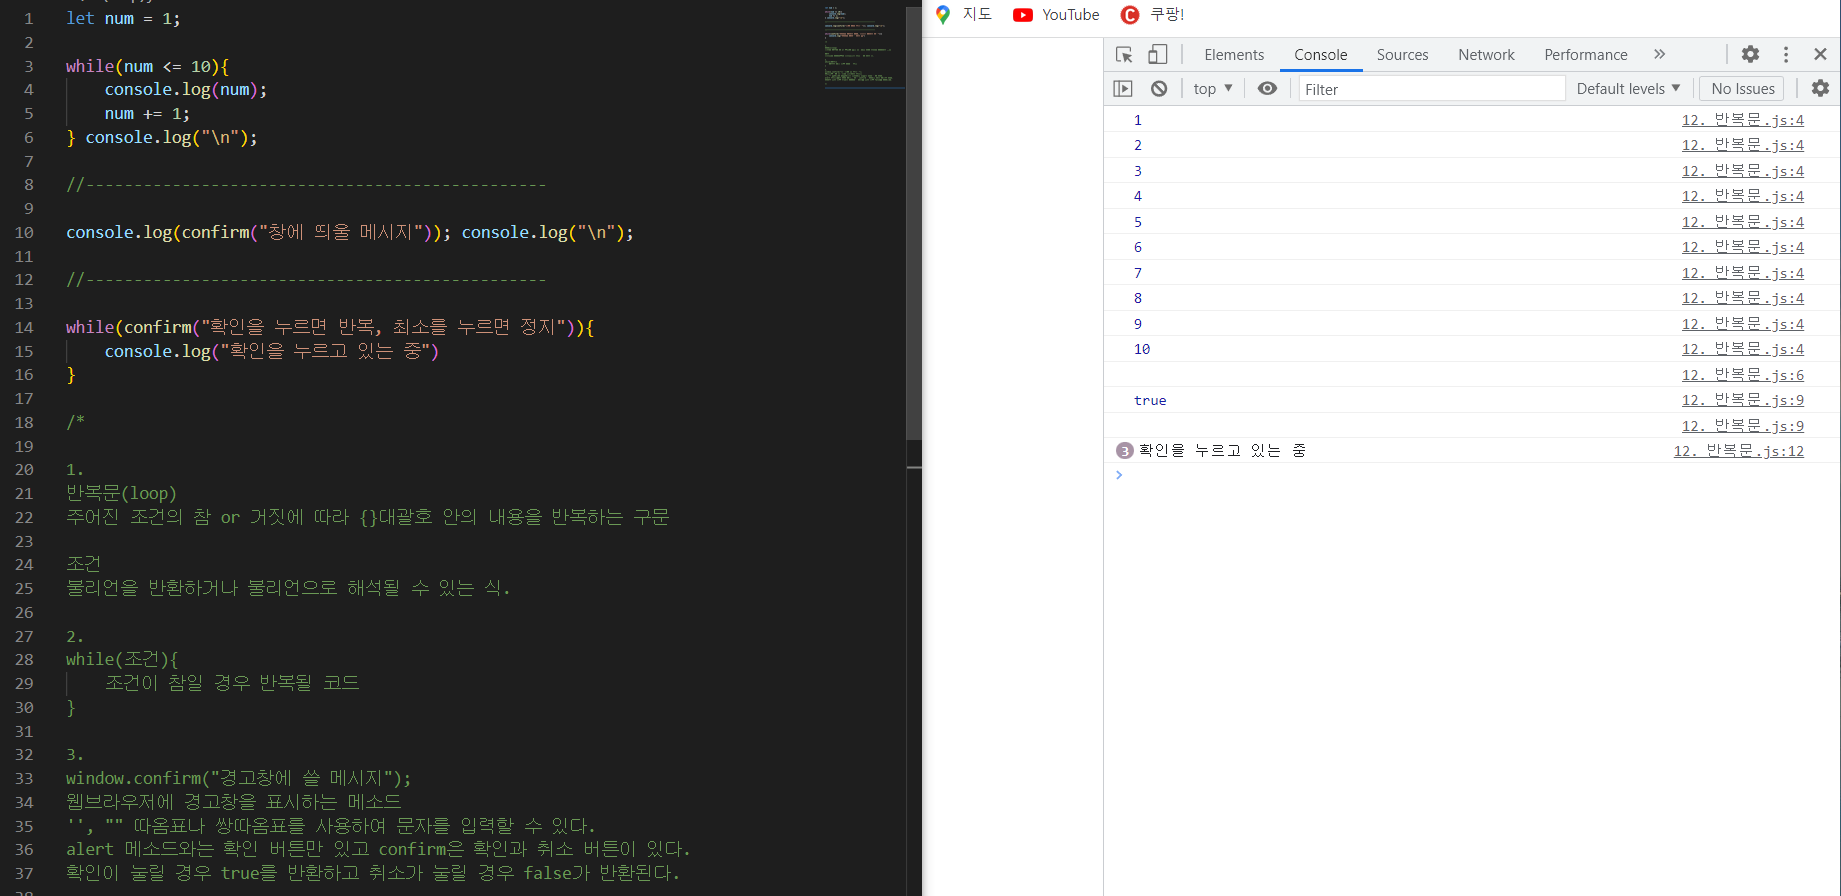 1 let num = 1;
2
3 while(num <= 10){
4 console.log(num);
5 num += 1;
6 } console.log("\n");
7
8 //------------------------------------------------
9
10 console.log(confirm("창에 띄울 메시지")); console.log("\n");
11
12 //------------------------------------------------
13
14 while(confirm("확인을 누르면 반복, 최소를 누르면 정지")){
15 console.log("확인을 누르고 있는 중")
16 }
17
18 /*
19
20 1.
21 반복문(loop)
22 주어진 조건의 참 or 거짓에 따라 {}대괄호 안의 내용을 반복하는 구문
23
24 조건
25 불리언을 반환하거나 불리언으로 해석될 수 있는 식.
26
27 2.
28 while(조건){
29 조건이 참일 경우 반복될 코드
30 }
31
32 3.
33 window.confirm("경고창에 쓸 메시지");
34 웹브라우저에 경고창을 표시하는 메소드
35 '', "" 따옴표나 쌍따옴표를 사용하여 문자를 입력할 수 있다.
36 alert 메소드와는 확인 버튼만 있고 confirm은 확인과 취소 버튼이 있다.
37 확인이 눌릴 경우 true를 반환하고 취소가 눌릴 경우 false가 반환된다.
지도 YouTube C 쿠팡!
Elements Console Sources Network Performance »
top ▼ Filter Default levels ▼ No Issues
1 12. 반복문.js:4
2 12. 반복문.js:4
3 12. 반복문.js:4
4 12. 반복문.js:4
5 12. 반복문.js:4
6 12. 반복문.js:4
7 12. 반복문.js:4
8 12. 반복문.js:4
9 12. 반복문.js:4
10 12. 반복문.js:4
12. 반복문.js:6
true 12. 반복문.js:9
12. 반복문.js:9
3 확인을 누르고 있는 중 12. 반복문.js:12
>